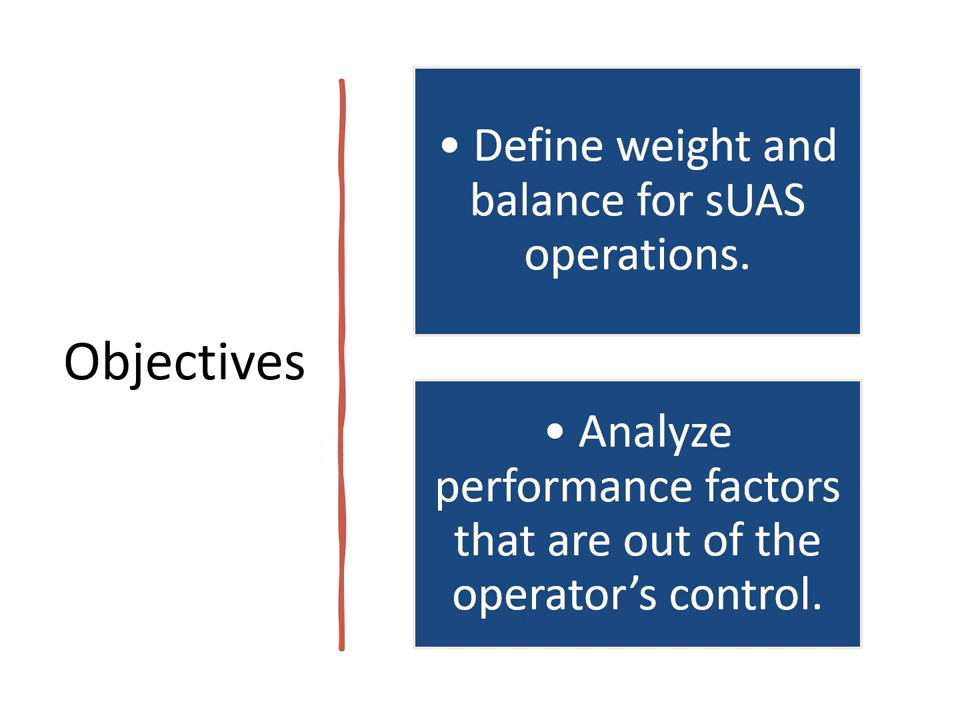 Objectives
• Define weight and
balance for sUAS
operations.
• Analyze
performance factors
that are out of the
operator’s control.